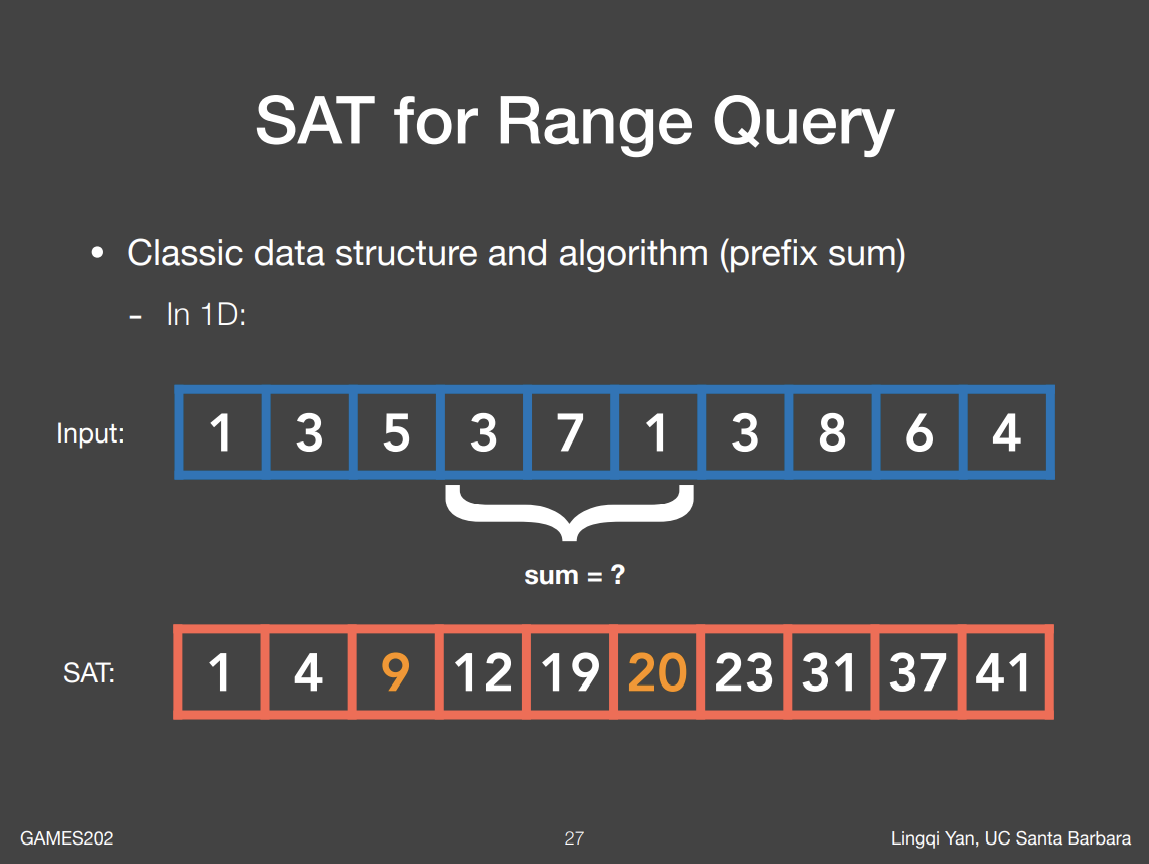 SAT for Range Query
• Classic data structure and algorithm (prefix sum)
- In 1D:
Input: 1 3 5 3 7 1 3 8 6 4
sum = ?
SAT: 1 4 9 12 19 20 23 31 37 41
GAMES202 27 Lingqi Yan, UC Santa Barbara